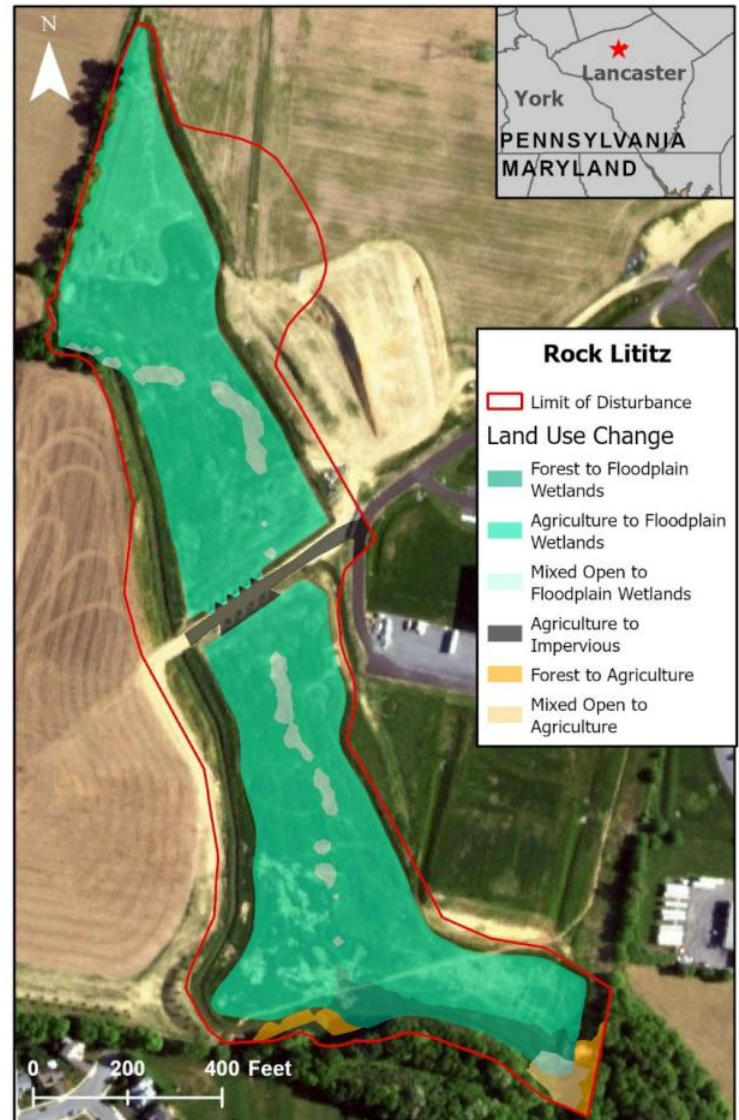 N
Lancaster
York
PENNSYLVANIA
MARYLAND
Rock Lititz
Limit of Disturbance
Land Use Change
Forest to Floodplain
Wetlands
Agriculture to Floodplain
Wetlands
Mixed Open to
Floodplain Wetlands
Agriculture to
Impervious
Forest to Agriculture
Mixed Open to
Agriculture
0 200 400 Feet